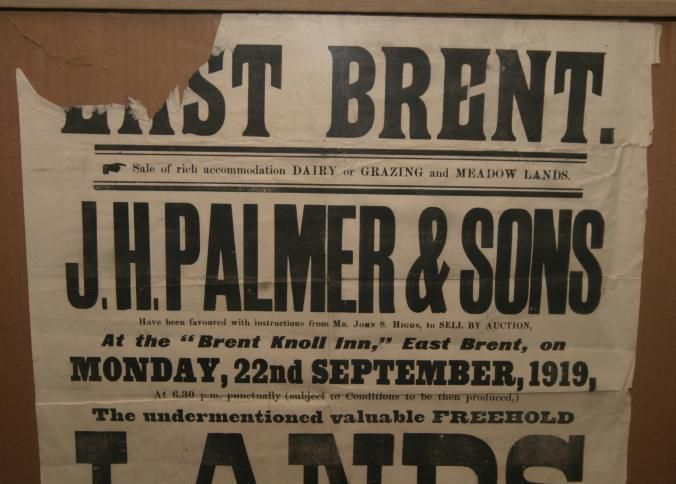 EAST BRENT.
Sale of rich accommodation DAIRY or GRAZING and MEADOW LANDS.
J.H. PALMER & SONS
Have been favoured with instructions from MR. JOHN S. HIGGS, to SELL BY AUCTION,
At the "Brent Knoll Inn," East Brent, on
MONDAY, 22nd SEPTEMBER, 1919,
At 6.30 p.m. punctually (subject to Conditions to be then produced,)
The undermentioned valuable FREEHOLD
LANDS